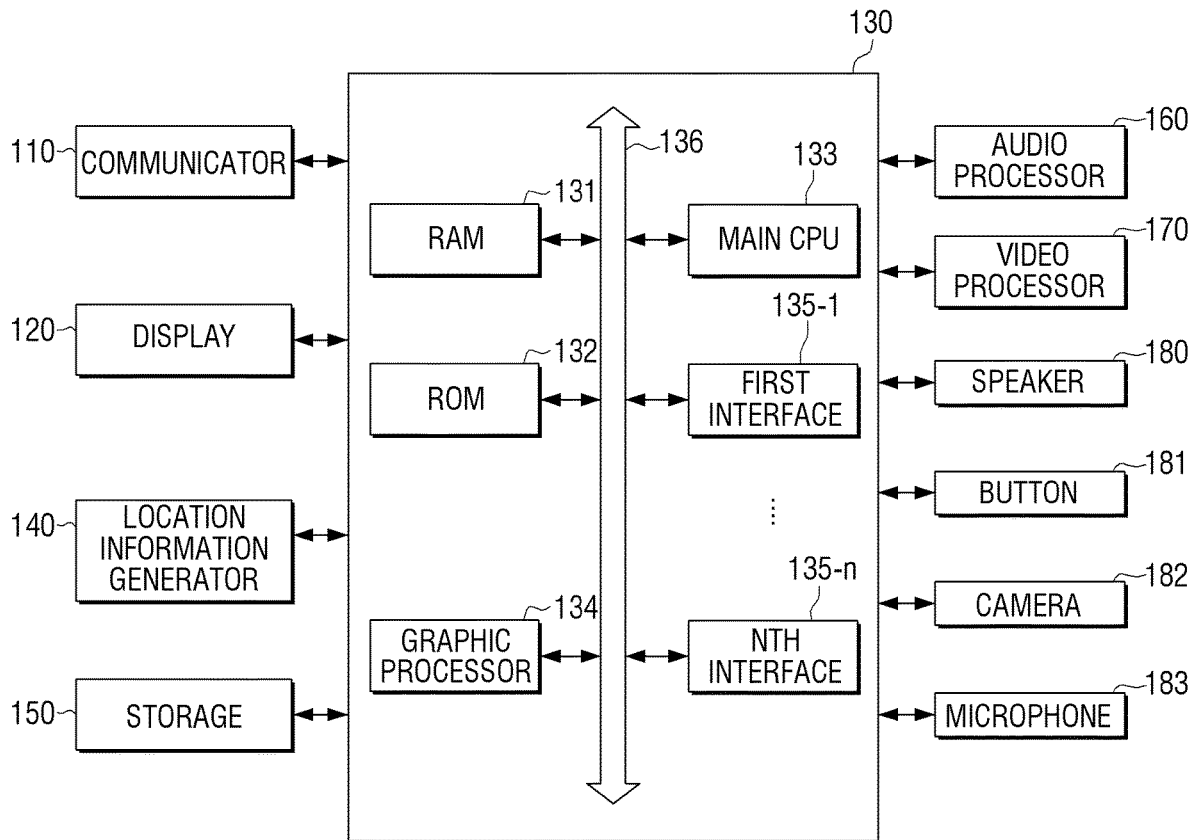 130
110
COMMUNICATOR
120
DISPLAY
140
LOCATION
INFORMATION
GENERATOR
150
STORAGE
136
131
RAM
133
MAIN CPU
132
ROM
135-1
FIRST
INTERFACE
....
134
GRAPHIC
PROCESSOR
135-n
NTH
INTERFACE
160
AUDIO
PROCESSOR
170
VIDEO
PROCESSOR
180
SPEAKER
181
BUTTON
182
CAMERA
183
MICROPHONE